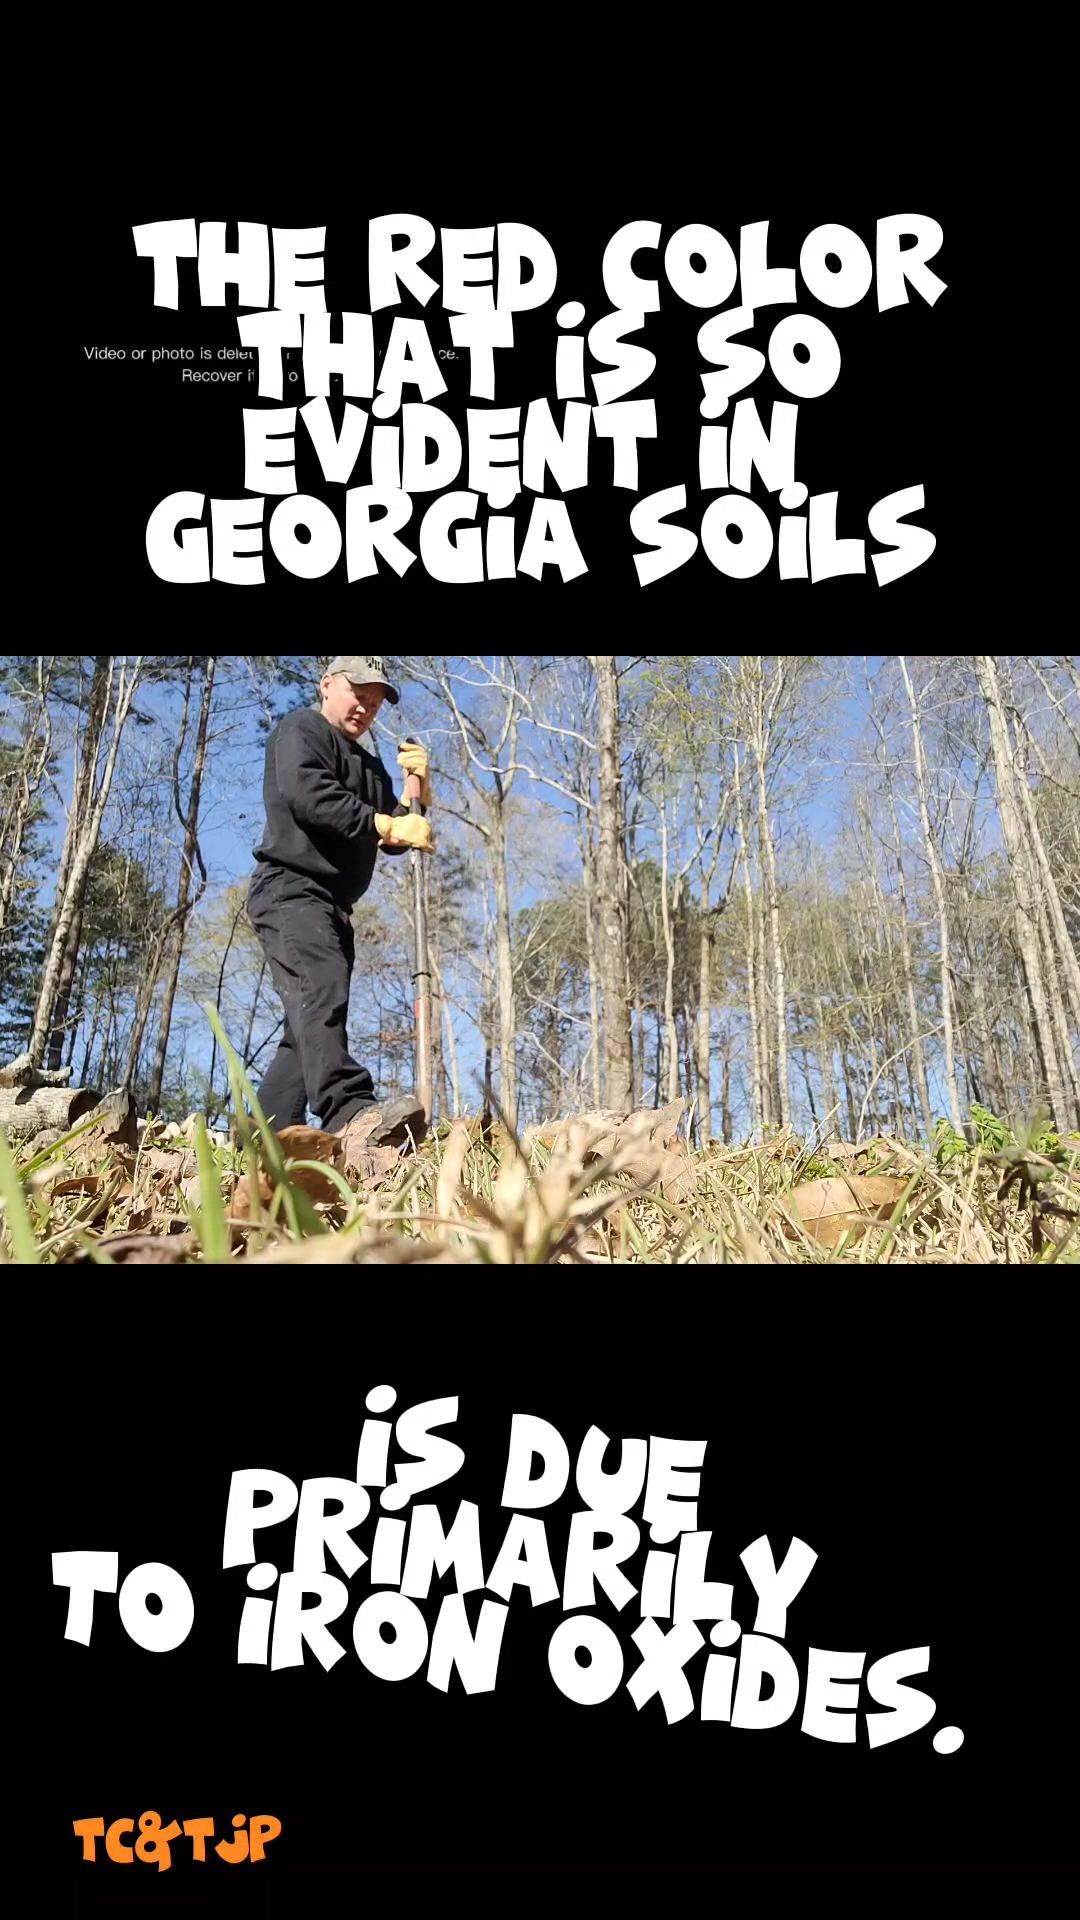 THE RED COLOR
THAT iS SO
Video or photo is
Recover
EViDENT iN
GEORGiA SOiLS
iS DUE
PRiMARiLY
TO iRON OXiDES.
TC&TJP